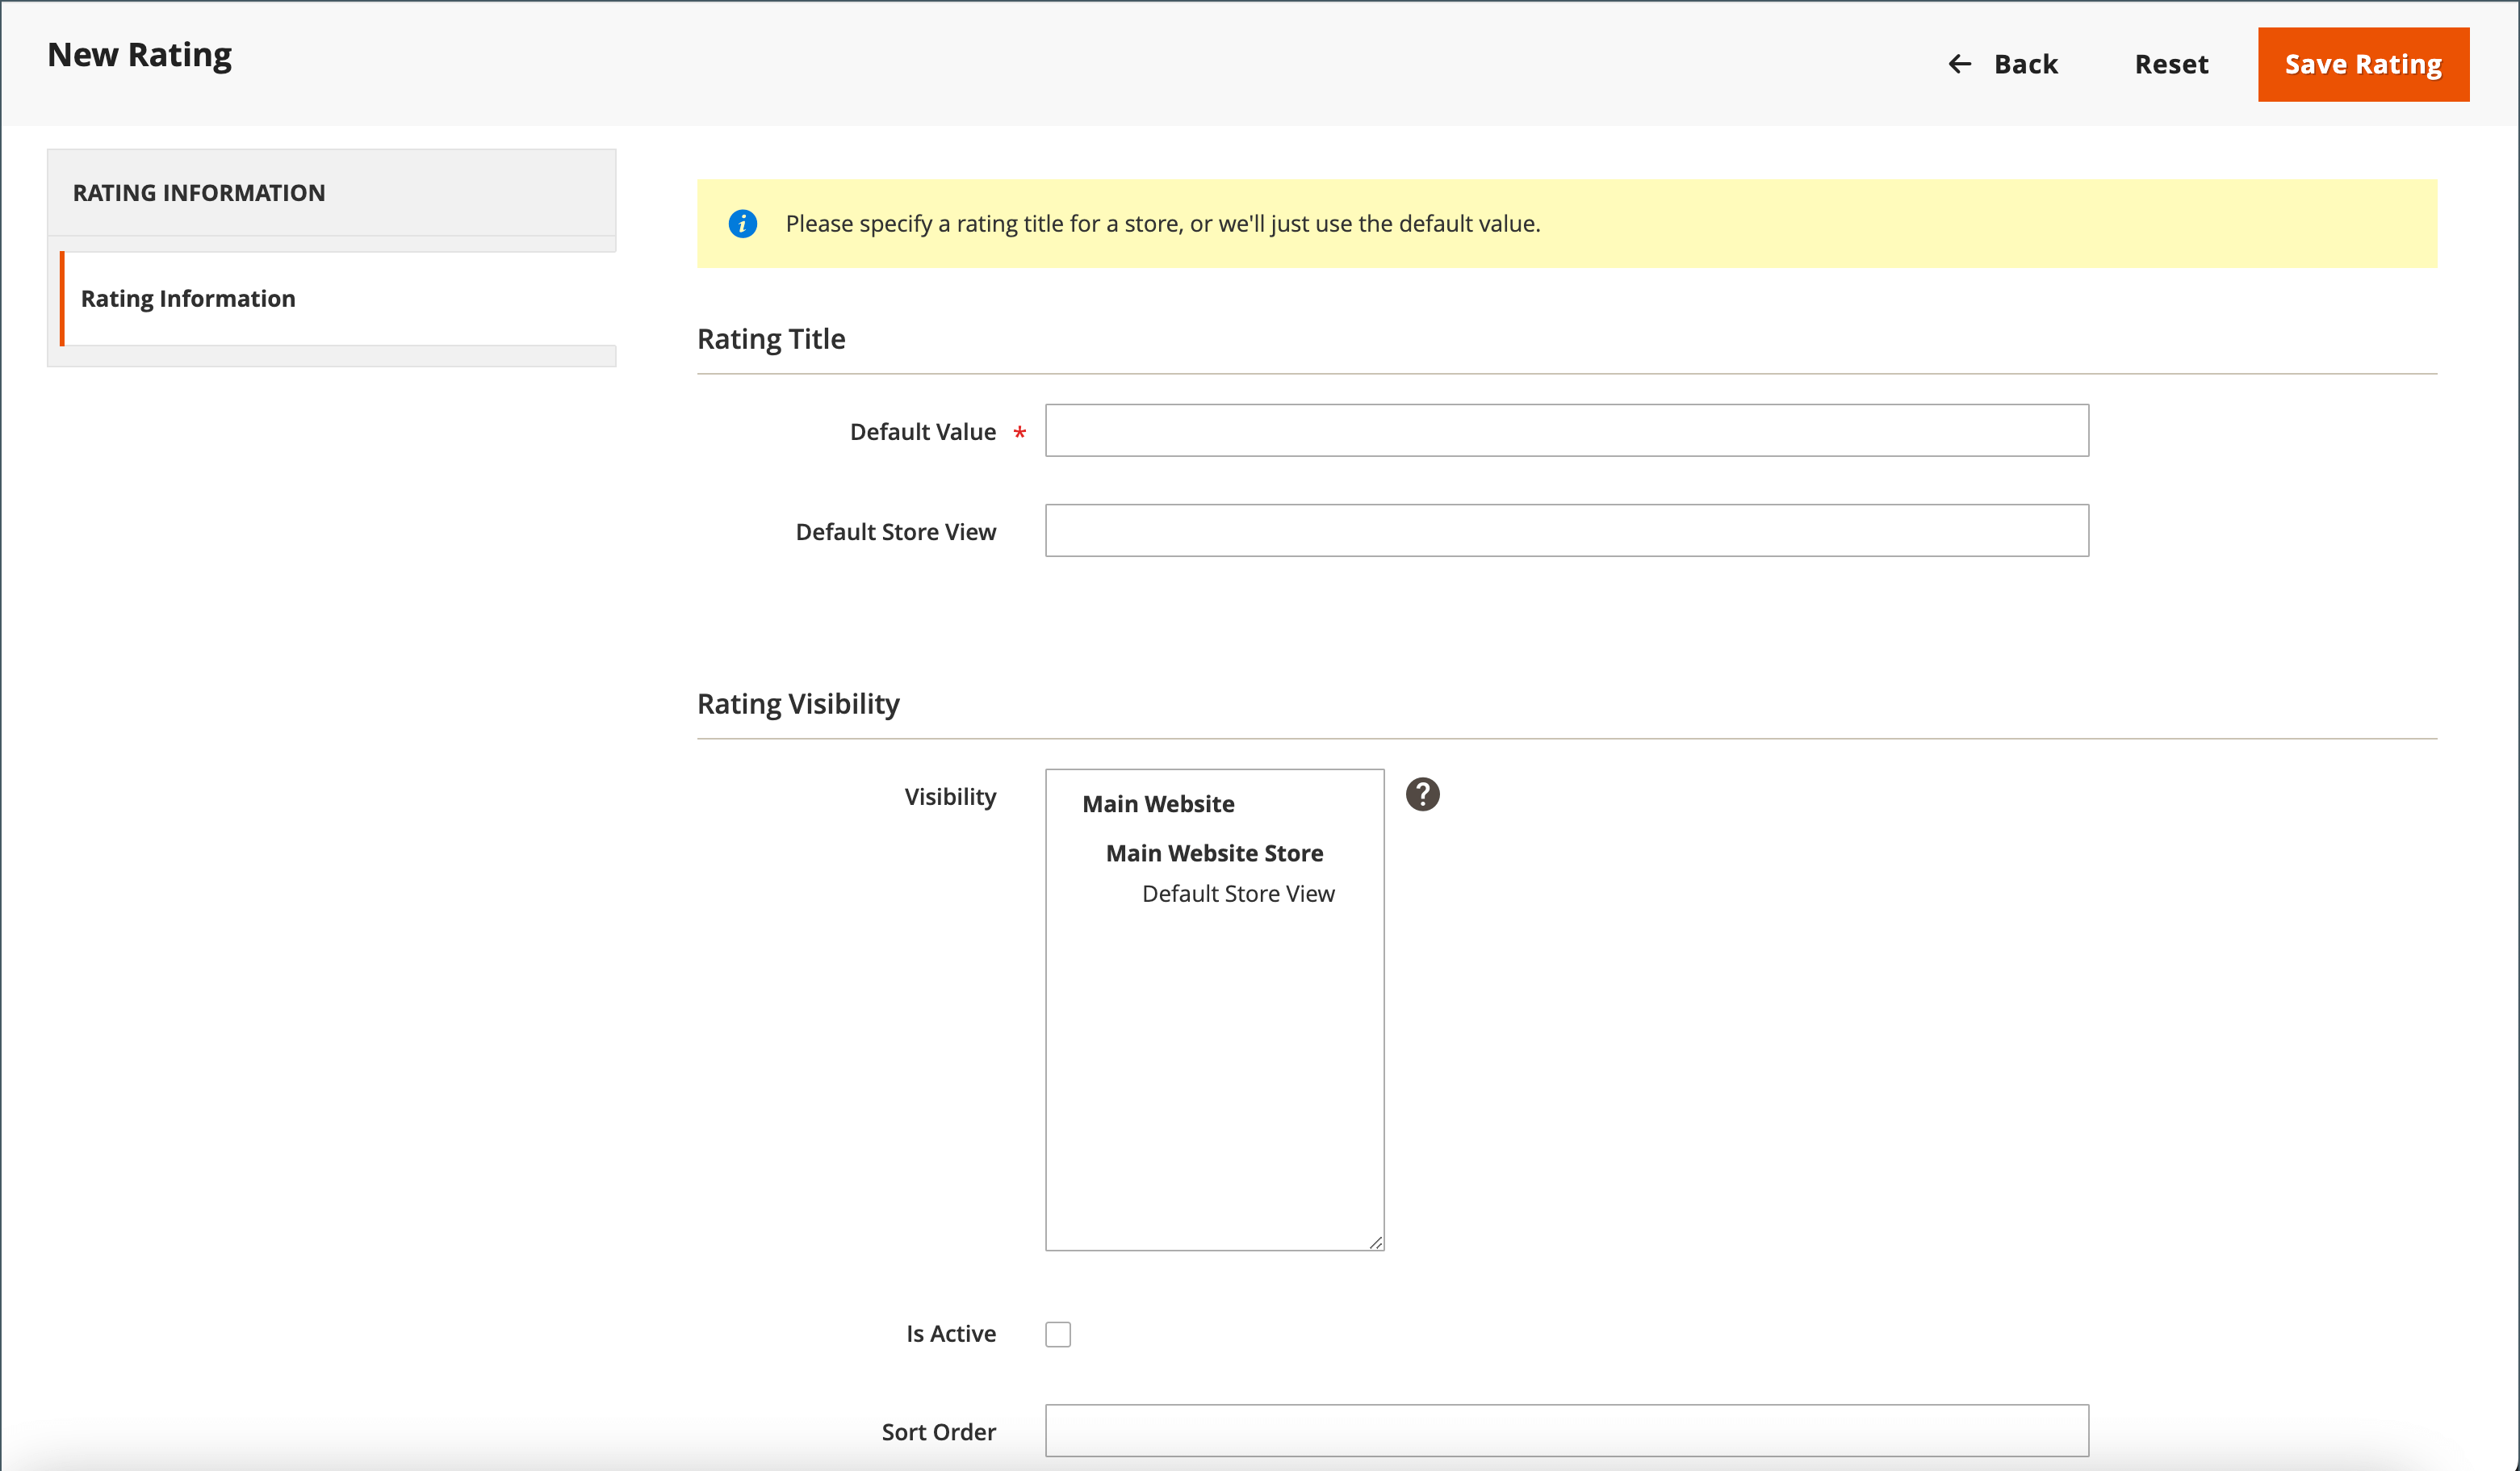 New Rating
Back
Reset
Save Rating
RATING INFORMATION
Rating Information
Please specify a rating title for a store, or we'll just use the default value.
Rating Title
Default Value *
Default Store View
Rating Visibility
Visibility
Main Website
Main Website Store
Default Store View
Is Active
Sort Order